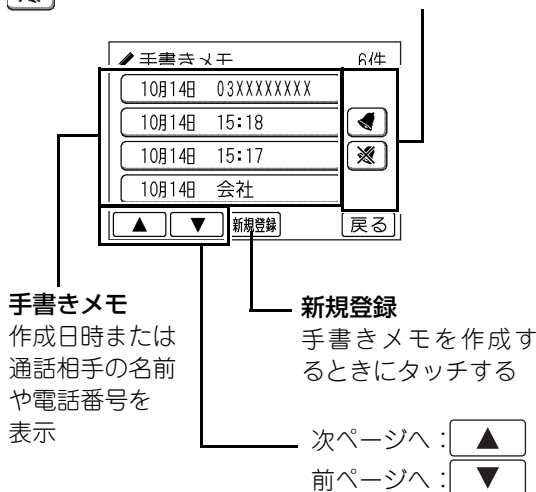 手書きメモ 6件
10月14日 03XXXXXXXX
10月14日 15:18
10月14日 15:17
10月14日 会社
▲ ▼ 新規登録 戻る
手書きメモ
作成日時または
通話相手の名前
や電話番号を
表示
新規登録
手書きメモを作成す
るときにタッチする
次ページへ：▲
前ページへ：▼